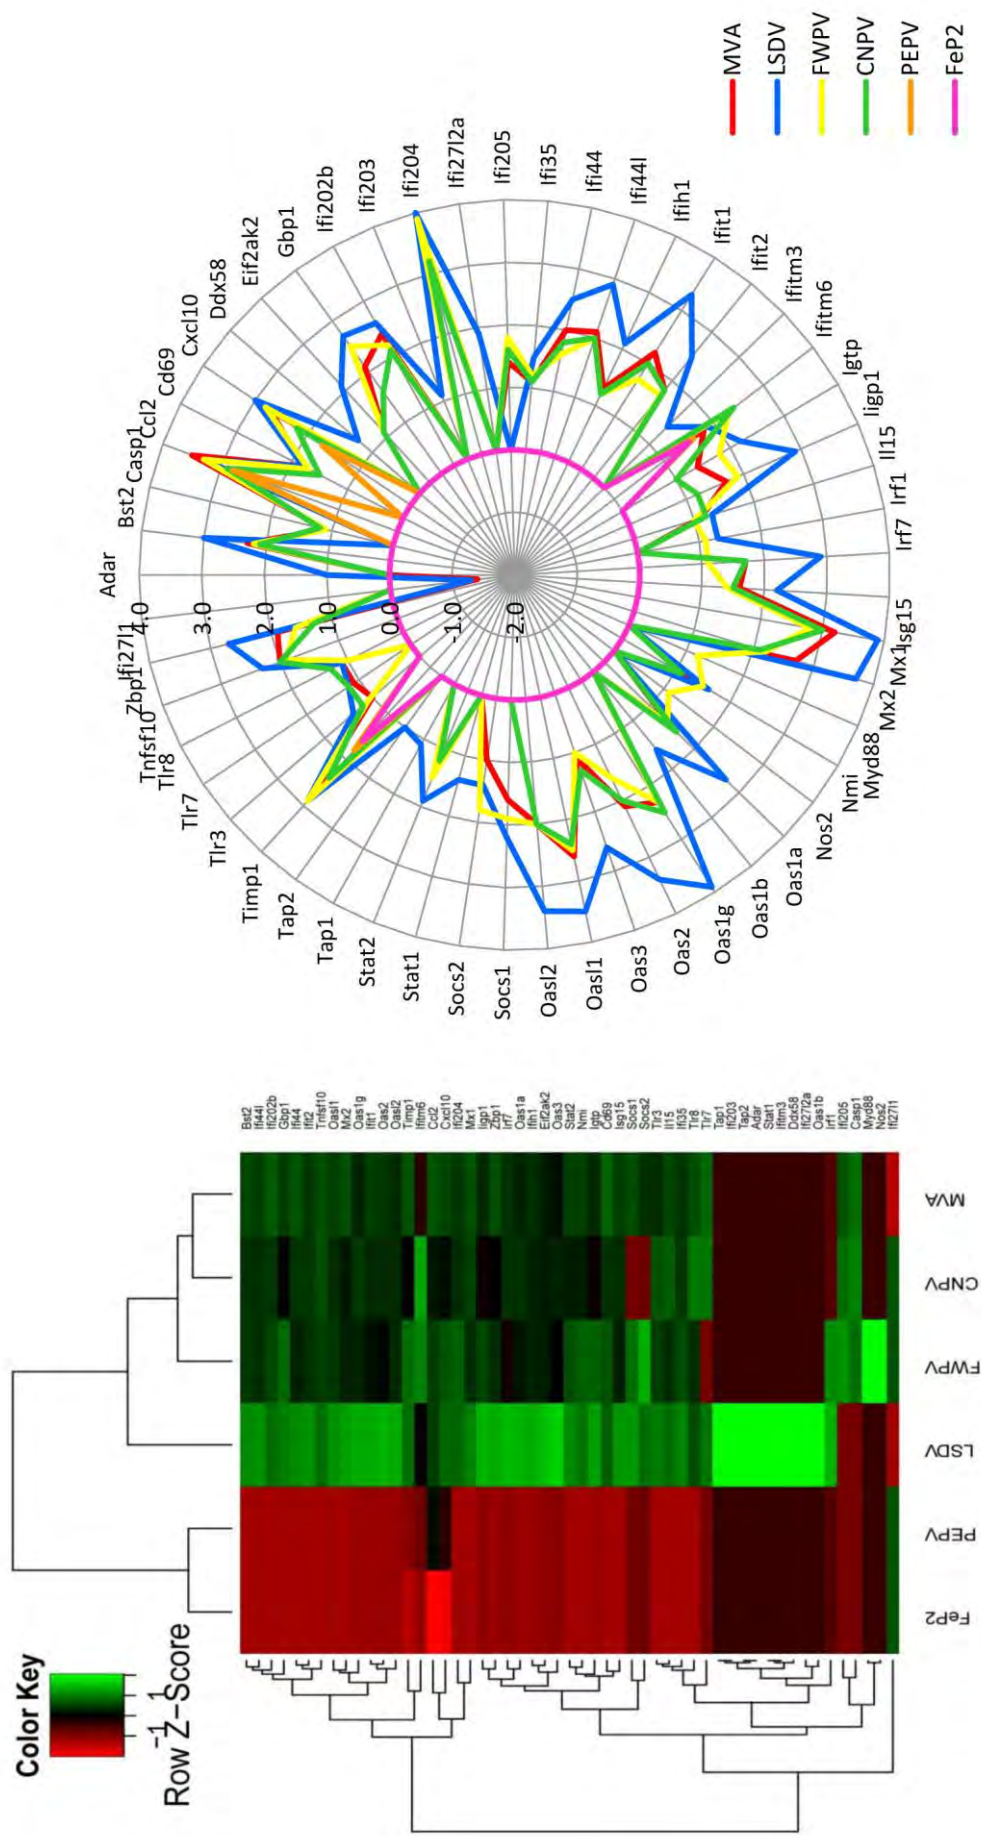 Color Key
−1 1
Row Z−Score
Bst2
Ifi44l
Ifi202b
Gbp1
Ifi44
Ifi2
Tnfsf10
Oasl1
Mx2
Oas1g
Ifit1
Oas2
Oasl2
Timp1
Ifitm6
Ccl2
Cxcl10
Ifi204
Mx1
Iigp1
Zbp1
Irf7
Oas1a
Ifih1
Eif2ak2
Oas3
Stat2
Nmi
Igtp
Cd69
Isg15
Socs1
Socs2
Tlr3
Il15
Ifi35
Tlr8
Tlr7
Tap1
Ifi203
Tap2
Adar
Stat1
Ifitm3
Ddx58
Ifi27l2a
Oas1b
Irf1
Ifi205
Casp1
Myd88
Nos2
Ifi27l1
FeP2
PEPV
LSDV
FWPV
CNPV
MVA
4.0
3.0
2.0
1.0
0.0
-1.0
-2.0
Adar
Bst2
Casp1
Ccl2
Cd69
Cxcl10
Ddx58
Eif2ak2
Gbp1
Ifi202b
Ifi203
Ifi204
Ifi27l2a
Ifi205
Ifi35
Ifi44
Ifi44l
Ifih1
Ifit1
Ifit2
Ifitm3
Ifitm6
Igtp
Iigp1
Il15
Irf1
Irf7
Isg15
Mx1
Mx2
Myd88
Nmi
Nos2
Oas1a
Oas1b
Oas1g
Oas2
Oas3
Oasl1
Oasl2
Socs1
Socs2
Stat1
Stat2
Tap1
Tap2
Timp1
Tlr3
Tlr7
Tlr8
Tnfsf10
Zbp1
Ifi27l1
MVA
LSDV
FWPV
CNPV
PEPV
FeP2